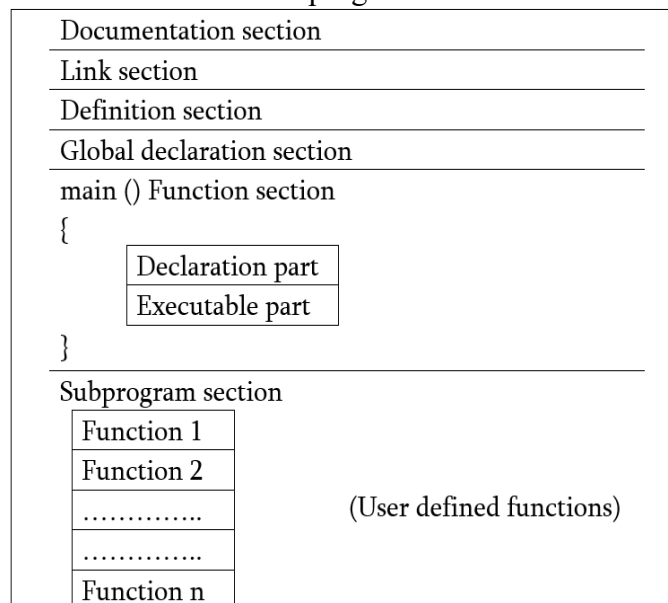 Documentation section
Link section
Definition section
Global declaration section
main () Function section
{
Declaration part
Executable part
}
Subprogram section
Function 1
Function 2
…………..
(User defined functions)
…………..
Function n